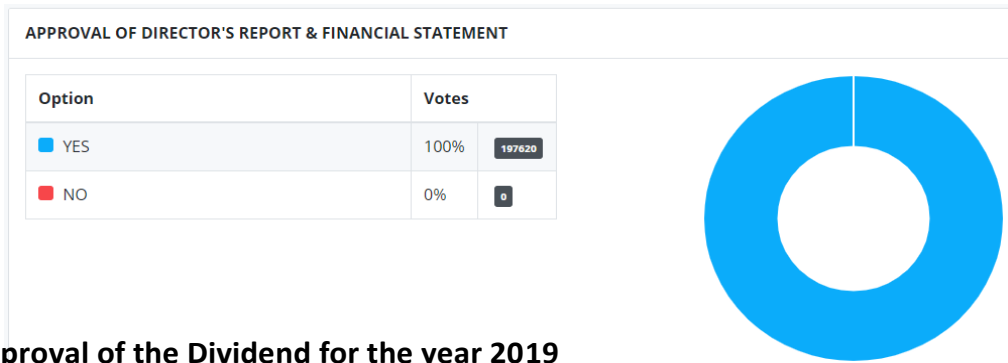 APPROVAL OF DIRECTOR'S REPORT & FINANCIAL STATEMENT
Option Votes
YES 100% 197620
NO 0% 0
proval of the Dividend for the year 2019